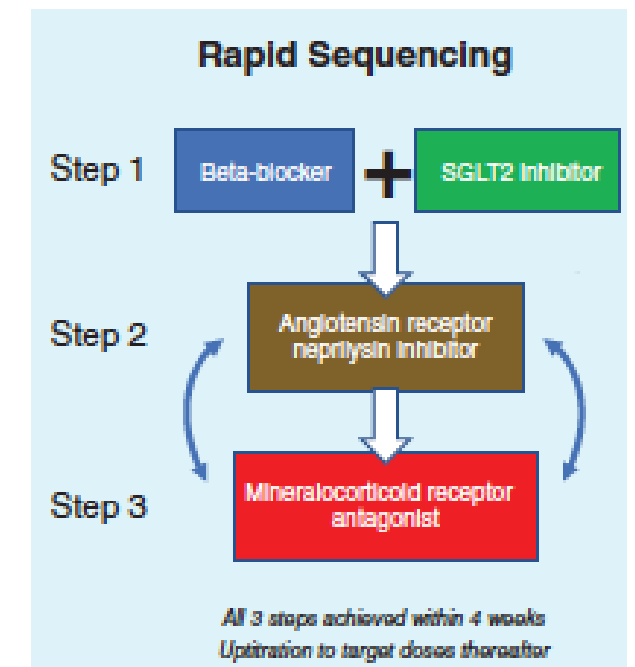 Rapid Sequencing
Step 1
Beta-blocker
+
SGLT2 Inhibitor
Step 2
Angiotensin receptor
neprilysin inhibitor
Step 3
Mineralocorticoid receptor
antagonist
All 3 steps achieved within 4 weeks
Uptitration to target doses thereafter